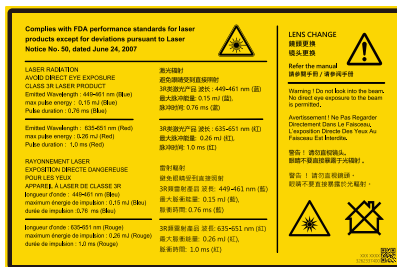 Complies with FDA performance standards for laser
products except for deviations pursuant to Laser
Notice No. 50, dated June 24, 2007
LASER RADIATION
AVOID DIRECT EYE EXPOSURE
CLASS 3R LASER PRODUCT
Emitted Wavelength : 449-461 nm (Blue)
max pulse energy : 0,15 mJ (Blue)
Pulse duration : 0.76 ms (Blue)
激光辐射
避免眼睛受到直接照射
3R类激光产品 波长: 449-461 nm (蓝)
最大脉冲能量: 0.15 mJ (蓝),
脉冲时间: 0.76 ms (蓝)
Emitted Wavelength : 635-651 nm (Red)
max pulse energy : 0,26 mJ (Red)
Pulse duration : 1,0 ms (Red)
3R类激光产品 波长: 635-651 nm (红)
最大脉冲能量: 0.26 mJ (红),
脉冲时间: 1.0 ms (红)
RAYONNEMENT LASER
EXPOSITION DIRECTE DANGEREUSE
POUR LES YEUX
APPAREIL À LASER DE CLASSE 3R
longueur d'onde : 449-461 nm (Bleu)
maximum énergie de impulsion : 0,15 mJ (Bleu)
durée de impulsion : 0.76 ms (Bleu)
雷射輻射
避免眼睛受到直接照射
3R類雷射產品 波長: 449-461 nm (藍)
最大脈衝能量: 0.15 mJ (藍),
脈衝時間: 0.76 ms (藍)
longueur d'onde : 635-651 nm (Rouge)
maximum énergie de impulsion : 0,26 mJ (Rouge)
durée de impulsion : 1.0 ms (Rouge)
3R類雷射產品 波長: 635-651 nm (紅)
最大脈衝能量: 0.26 mJ (紅),
脈衝時間: 1.0 ms (紅)
LENS CHANGE
鏡頭更換
镜头更换
Refer the manual
請參閱手冊 / 请参阅手册
Warning ! Do not look into the beam.
No direct eye exposure to the beam
is permitted.
Avertissement ! Ne Pas Regarder
Directement Dans Le Faisceau,
L'exposition Directe Des Yeux Au
Faisceau Est Interdite.
警告！ 请勿直视镜头，
眼睛不要直接暴露于光辐射。
警告！ 請勿直視鏡頭，
眼睛不要直接暴露於光輻射。